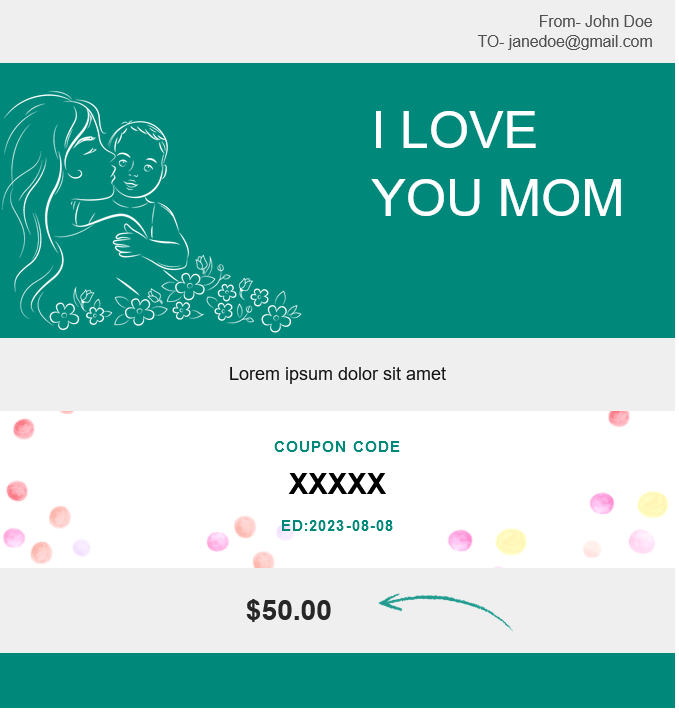 From- John Doe
TO- janedoe@gmail.com
I LOVE
YOU MOM
Lorem ipsum dolor sit amet
COUPON CODE
XXXXX
ED:2023-08-08
$50.00